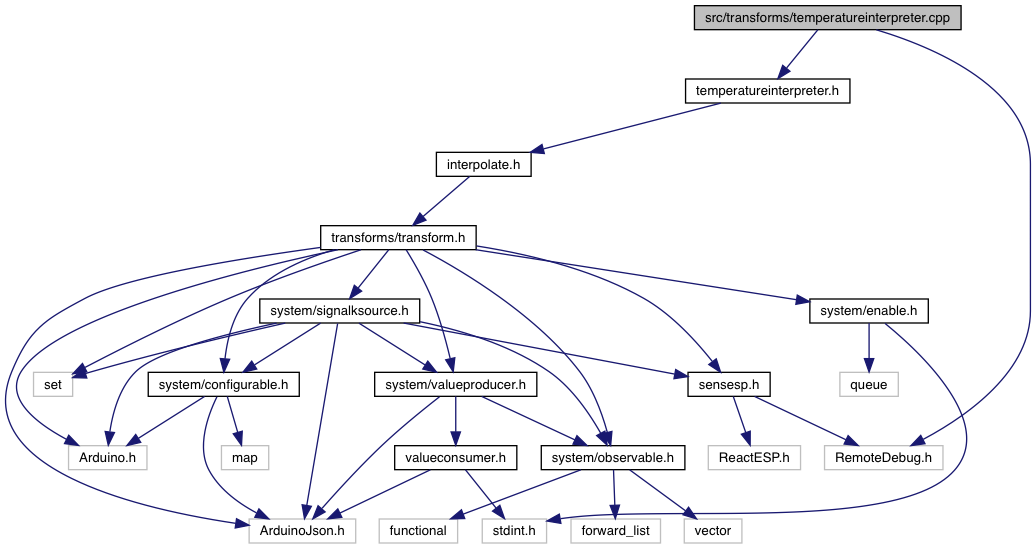 src/transforms/temperatureinterpreter.cpp
temperatureinterpreter.h
interpolate.h
transforms/transform.h
system/signalksource.h
system/enable.h
set
system/configurable.h
system/valueproducer.h
sensesp.h
queue
Arduino.h
map
valueconsumer.h
system/observable.h
ReactESP.h
RemoteDebug.h
ArduinoJson.h
functional
stdint.h
forward_list
vector